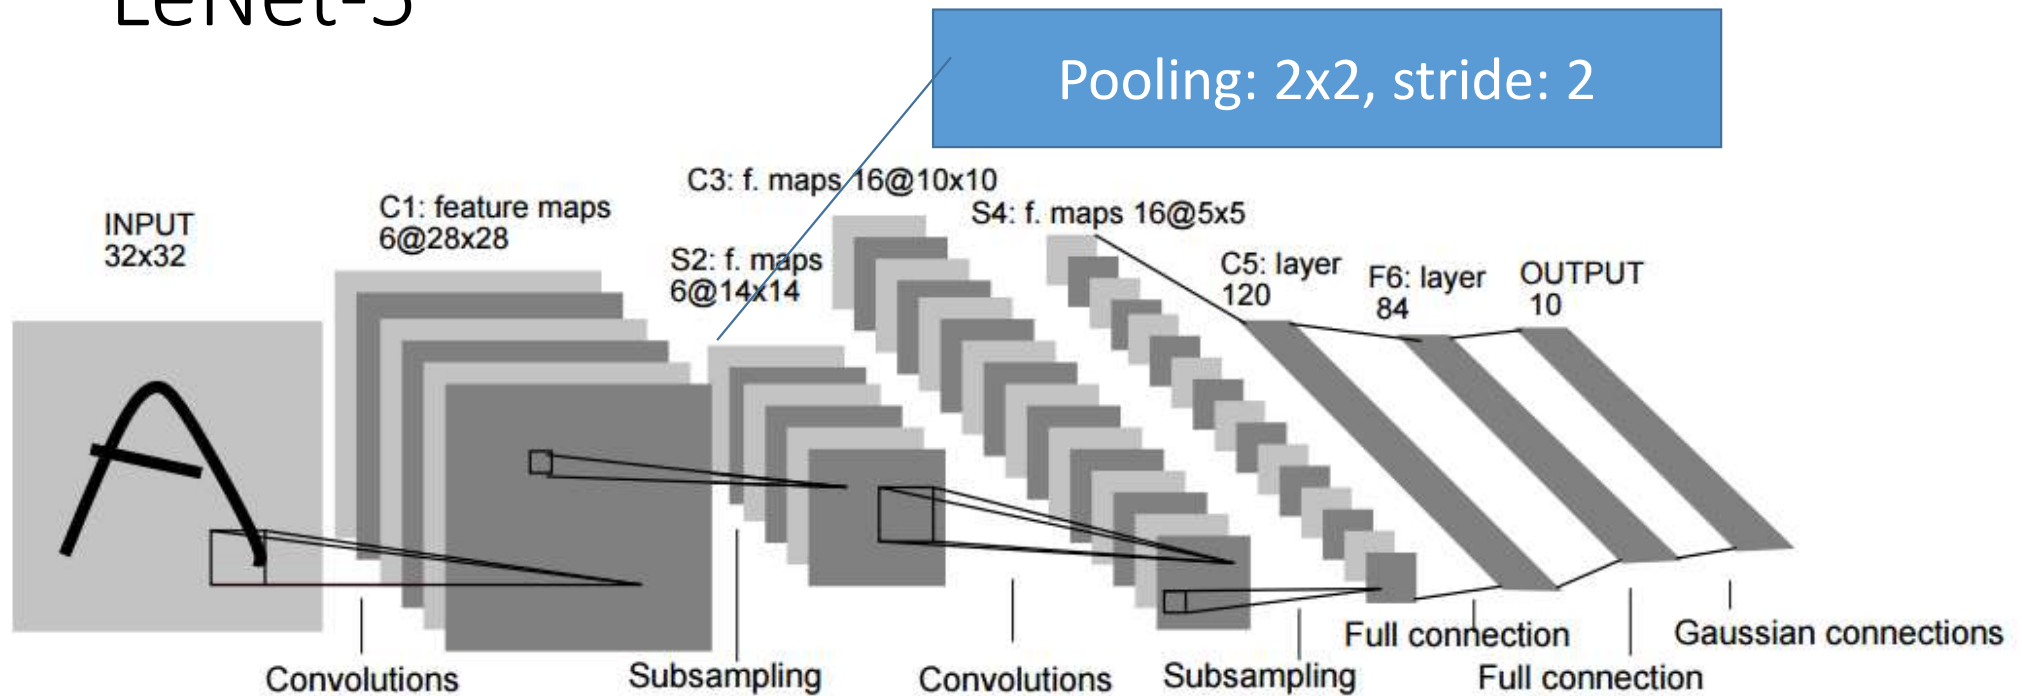 LeNet-5
Pooling: 2x2, stride: 2
C3: f. maps 16@10x10
S4: f. maps 16@5x5
C1: feature maps
6@28x28
INPUT
32x32
S2: f. maps
6@14x14
C5: layer
120
F6: layer
84
OUTPUT
10
Convolutions
Subsampling
Convolutions
Subsampling
Full connection
Full connection
Gaussian connections